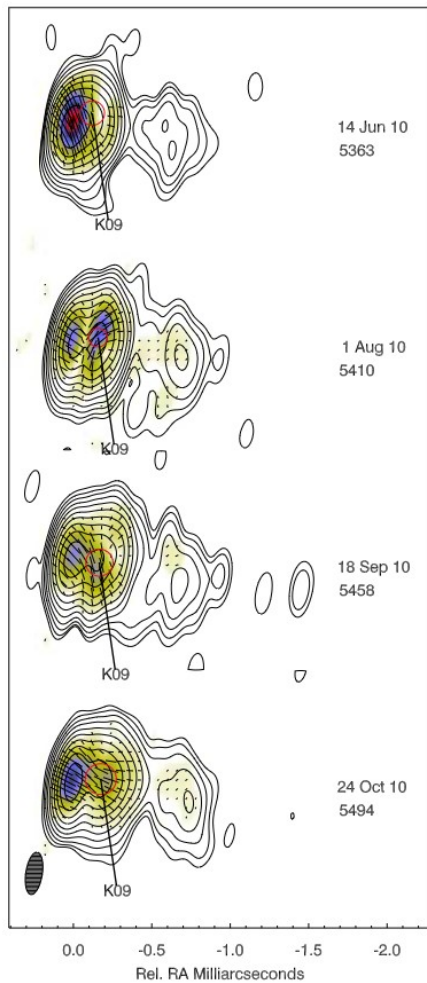 14 Jun 10
5363
K09
1 Aug 10
5410
K09
18 Sep 10
5458
K09
24 Oct 10
5494
K09
0.0 -0.5 -1.0 -1.5 -2.0
Rel. RA Milliarcseconds